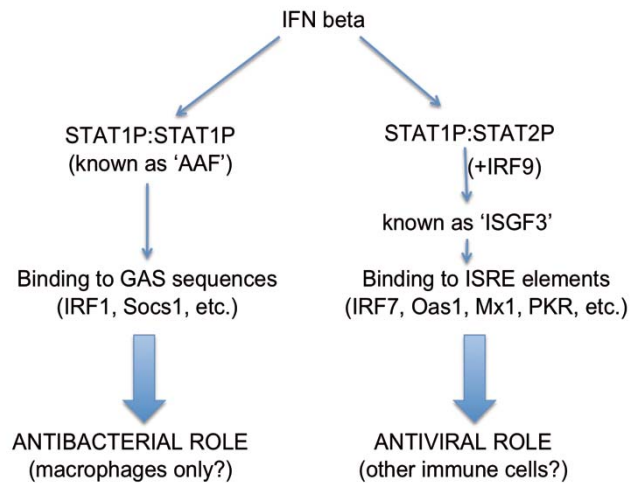 IFN beta
STAT1P:STAT1P
(known as ‘AAF’)
Binding to GAS sequences
(IRF1, Socs1, etc.)
ANTIBACTERIAL ROLE
(macrophages only?)
STAT1P:STAT2P
(+IRF9)
known as ‘ISGF3’
Binding to ISRE elements
(IRF7, Oas1, Mx1, PKR, etc.)
ANTIVIRAL ROLE
(other immune cells?)